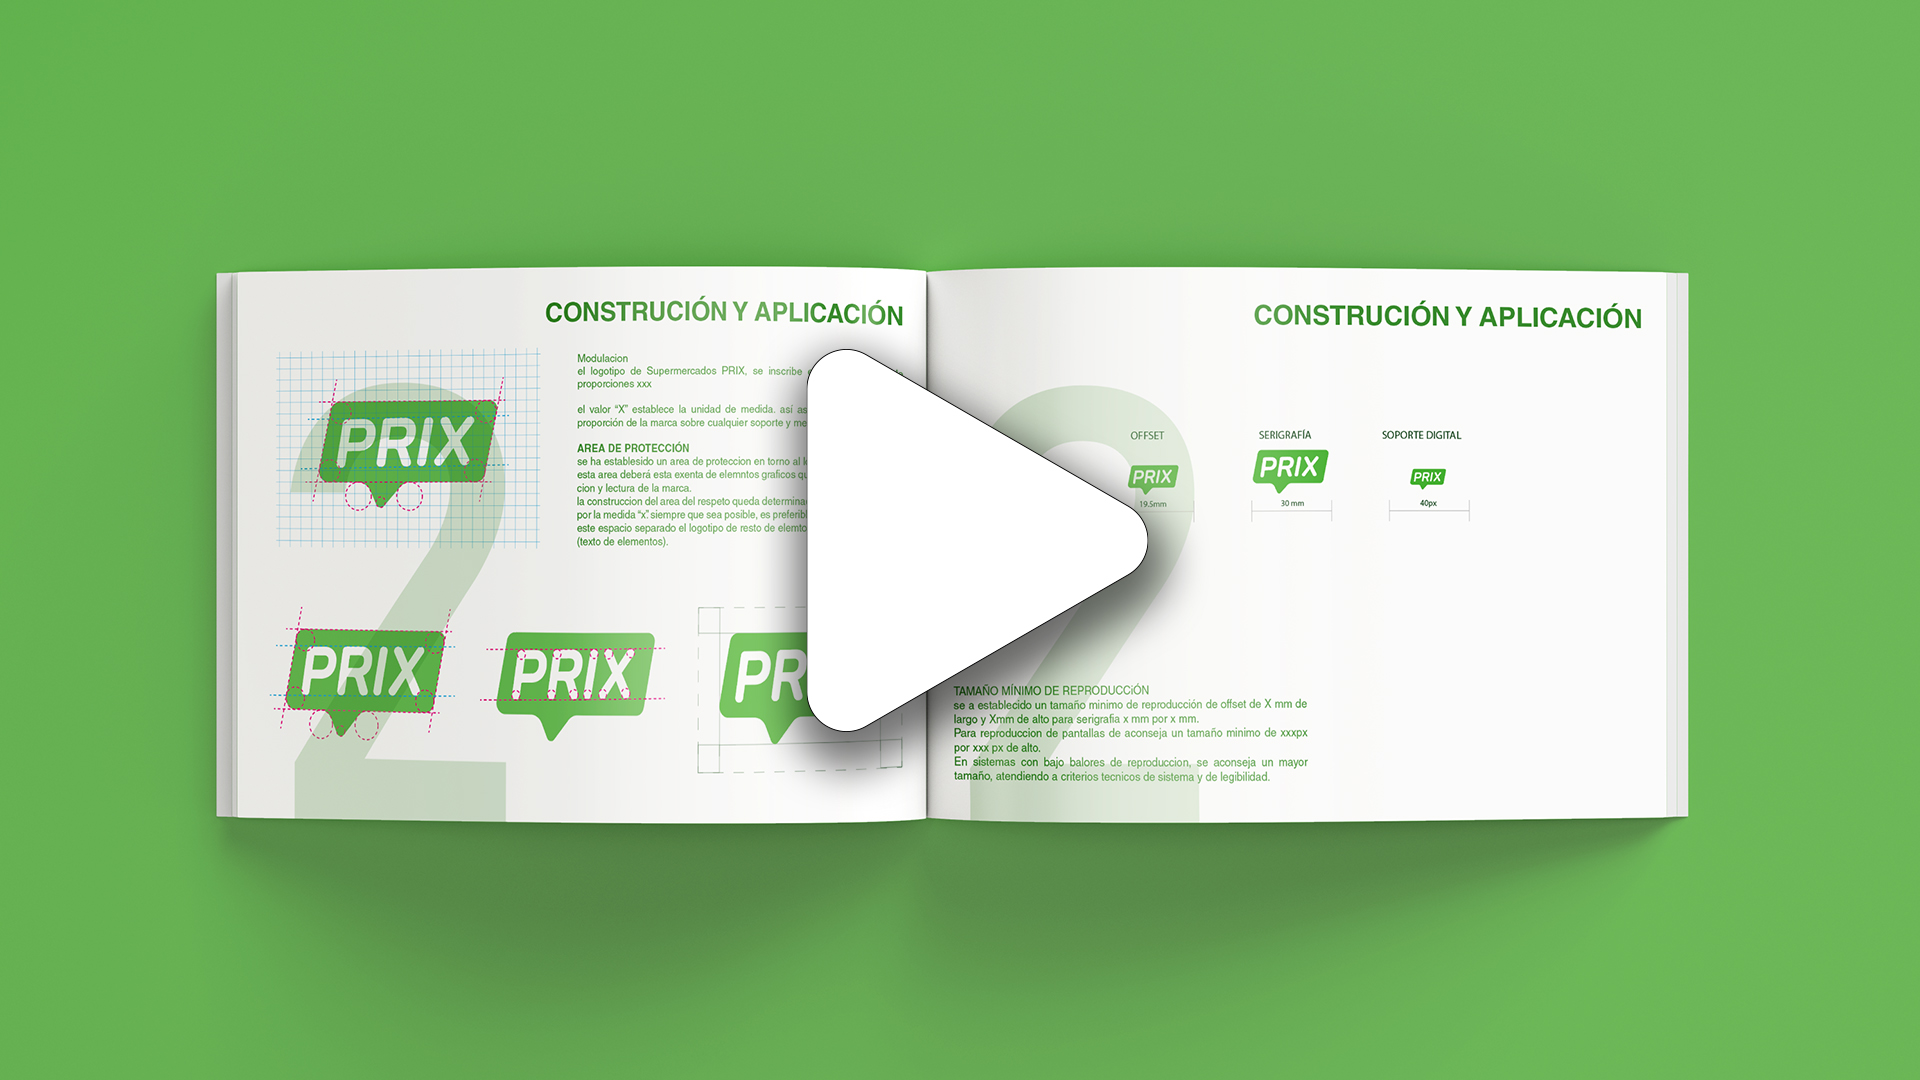 CONSTRUCIÓN Y APLICACIÓN
Modulacion
el logotipo de Supermercados PRIX, se inscribe
proporciones xxx
el valor “X” establece la unidad de medida. así
proporción de la marca sobre cualquier soporte y
AREA DE PROTECCIÓN
se ha establesido un area de proteccion en torno al
esta area deberá esta exenta de elemntos graficos
cion y lectura de la marca.
la construccion del area del respeto queda determina-
por la medida “x”. siempre que sea posible, es
este espacio separado el logotipo de resto de
(texto de elementos).
PRIX
PRIX
PRIX
PR
CONSTRUCIÓN Y APLICACIÓN
OFFSET
SERIGRAFÍA
SOPORTE DIGITAL
PRIX
PRIX
PRIX
19.5mm
30 mm
40px
TAMAÑO MÍNIMO DE REPRODUCCiÓN
se a establecido un tamaño minimo de reproducción de offset de X mm de
largo y Xmm de alto para serigrafia x mm por x mm.
Para reproduccion de pantallas de aconseja un tamaño minimo de xxxpx
por xxx px de alto.
En sistemas con bajo balores de reproduccion, se aconseja un mayor
tamaño, atendiendo a criterios tecnicos de sistema y de legibilidad.